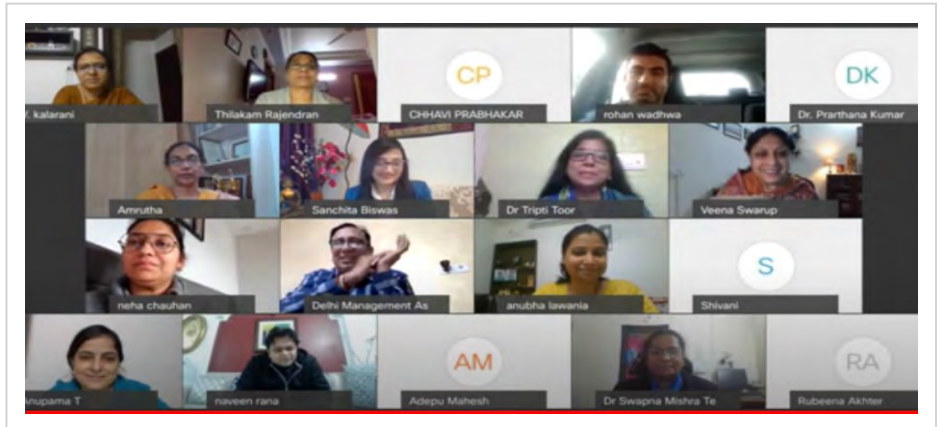 CP
DK
. kalarani
Thilakam Rajendran
CHHAVI PRABHAKAR
rohan wadhwa
Dr. Prarthana Kumar
Amrutha
Sanchita Biswas
Dr Tripti Toor
Veena Swarup
S
neha chauhan
Delhi Management As
anubha lawania
Shivani
AM
RA
Anupama T
naveen rana
Adepu Mahesh
Dr Swapna Mishra Te
Rubeena Akhter